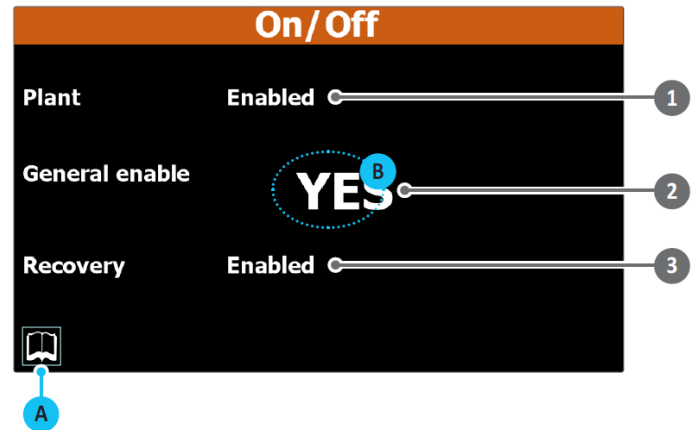 On/Off
Plant Enabled 1
General enable YES B 2
Recovery Enabled 3
A